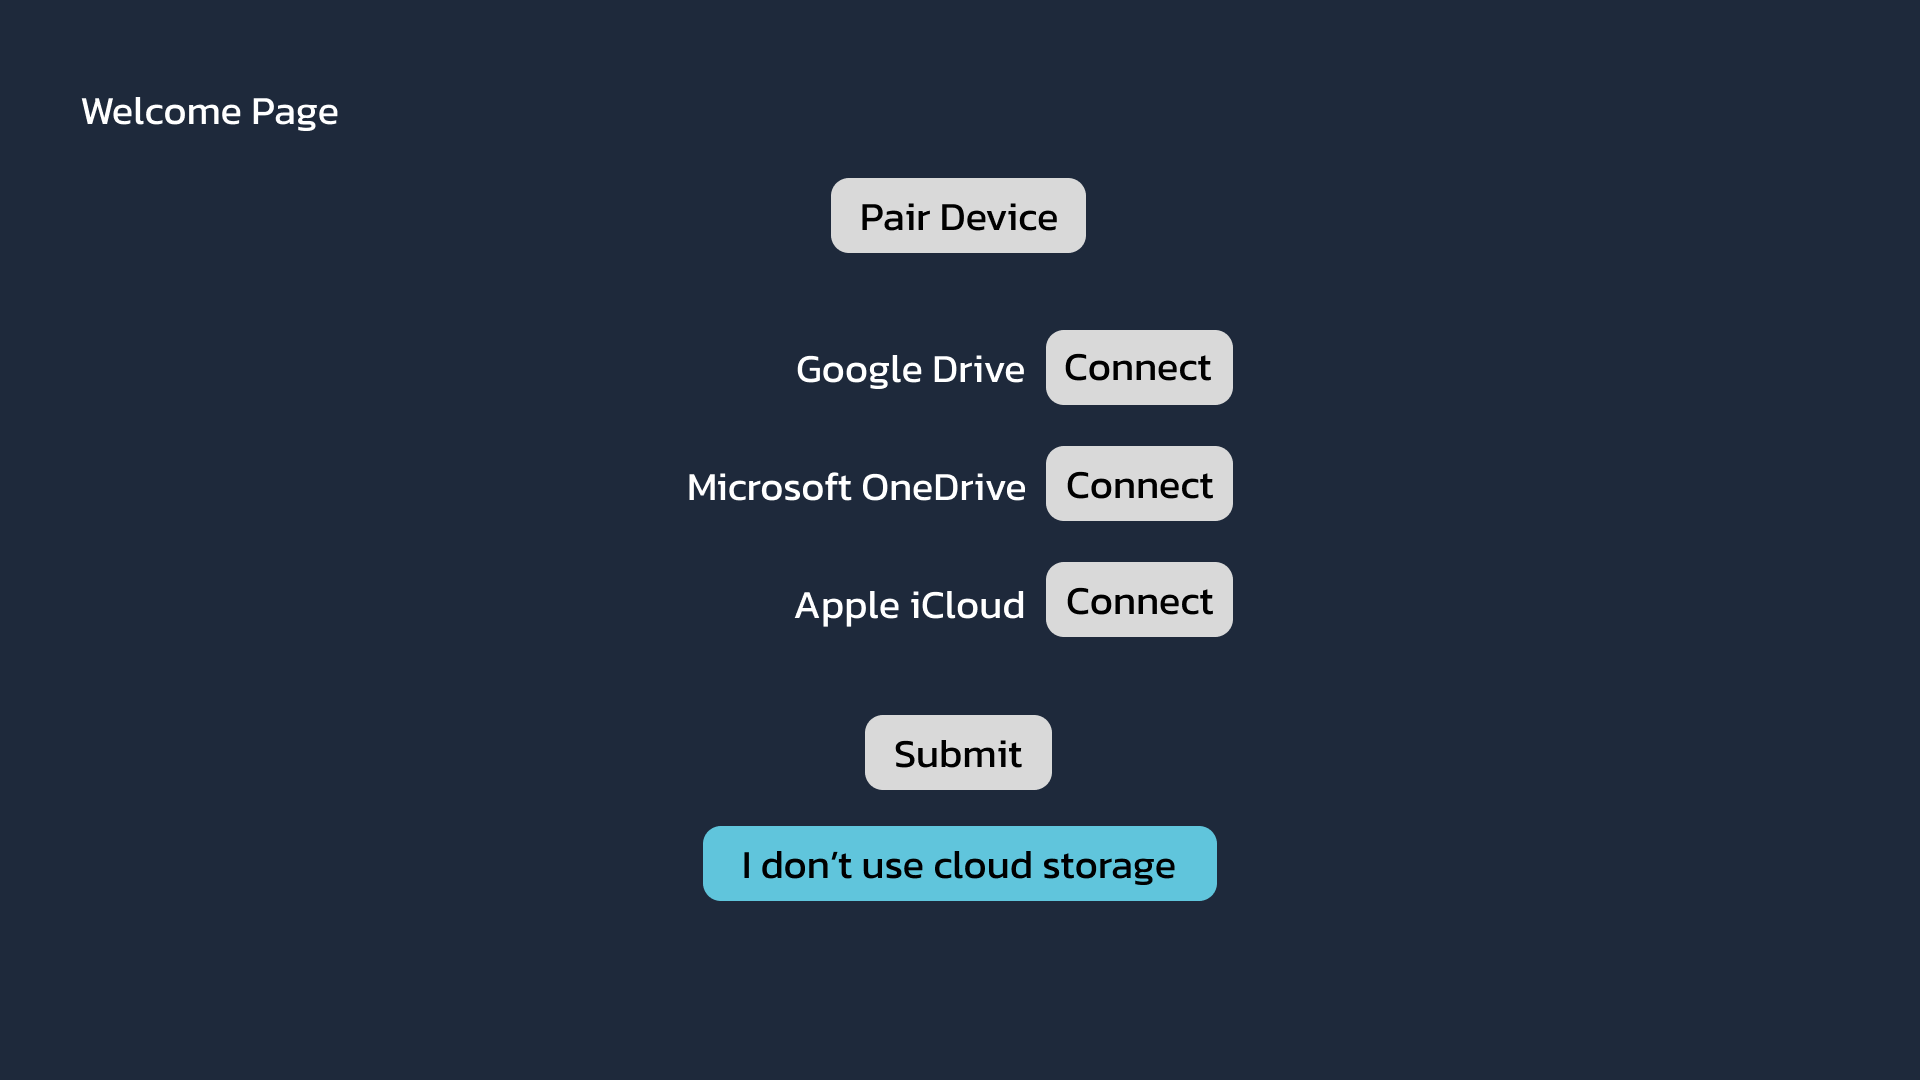 Welcome Page
Pair Device
Google Drive Connect
Microsoft OneDrive Connect
Apple iCloud Connect
Submit
I don’t use cloud storage